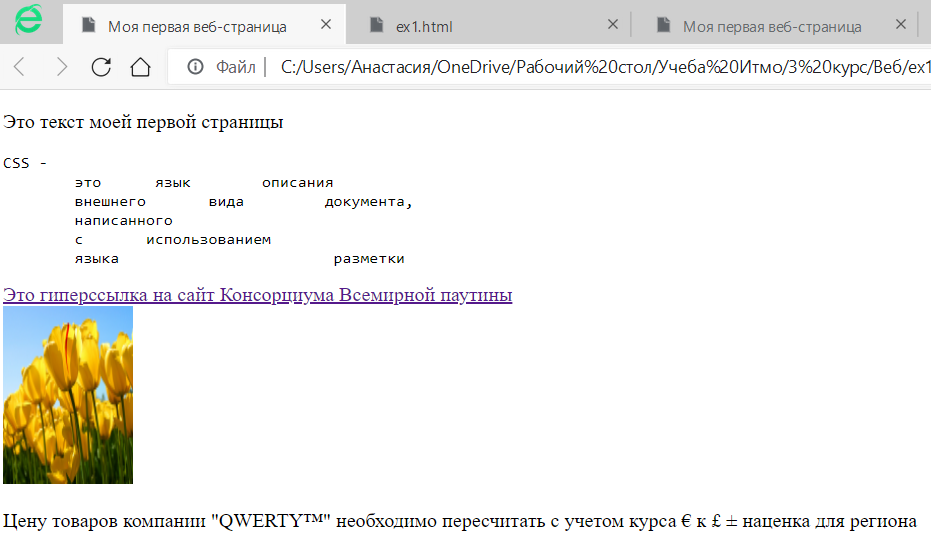 Моя первая веб-страница
ex1.html
Моя первая веб-страница
Файл | C:/Users/Анастасия/OneDrive/Рабочий%20стол/Учеба%20Итмо/3%20курс/Веб/ex1
Это текст моей первой страницы
CSS -
это язык описания
внешнего вида документа,
написанного
с использованием
языка разметки
Это гиперссылка на сайт Консорциума Всемирной паутины
Цену товаров компании "QWERTY™" необходимо пересчитать с учетом курса € к £ ± наценка для региона